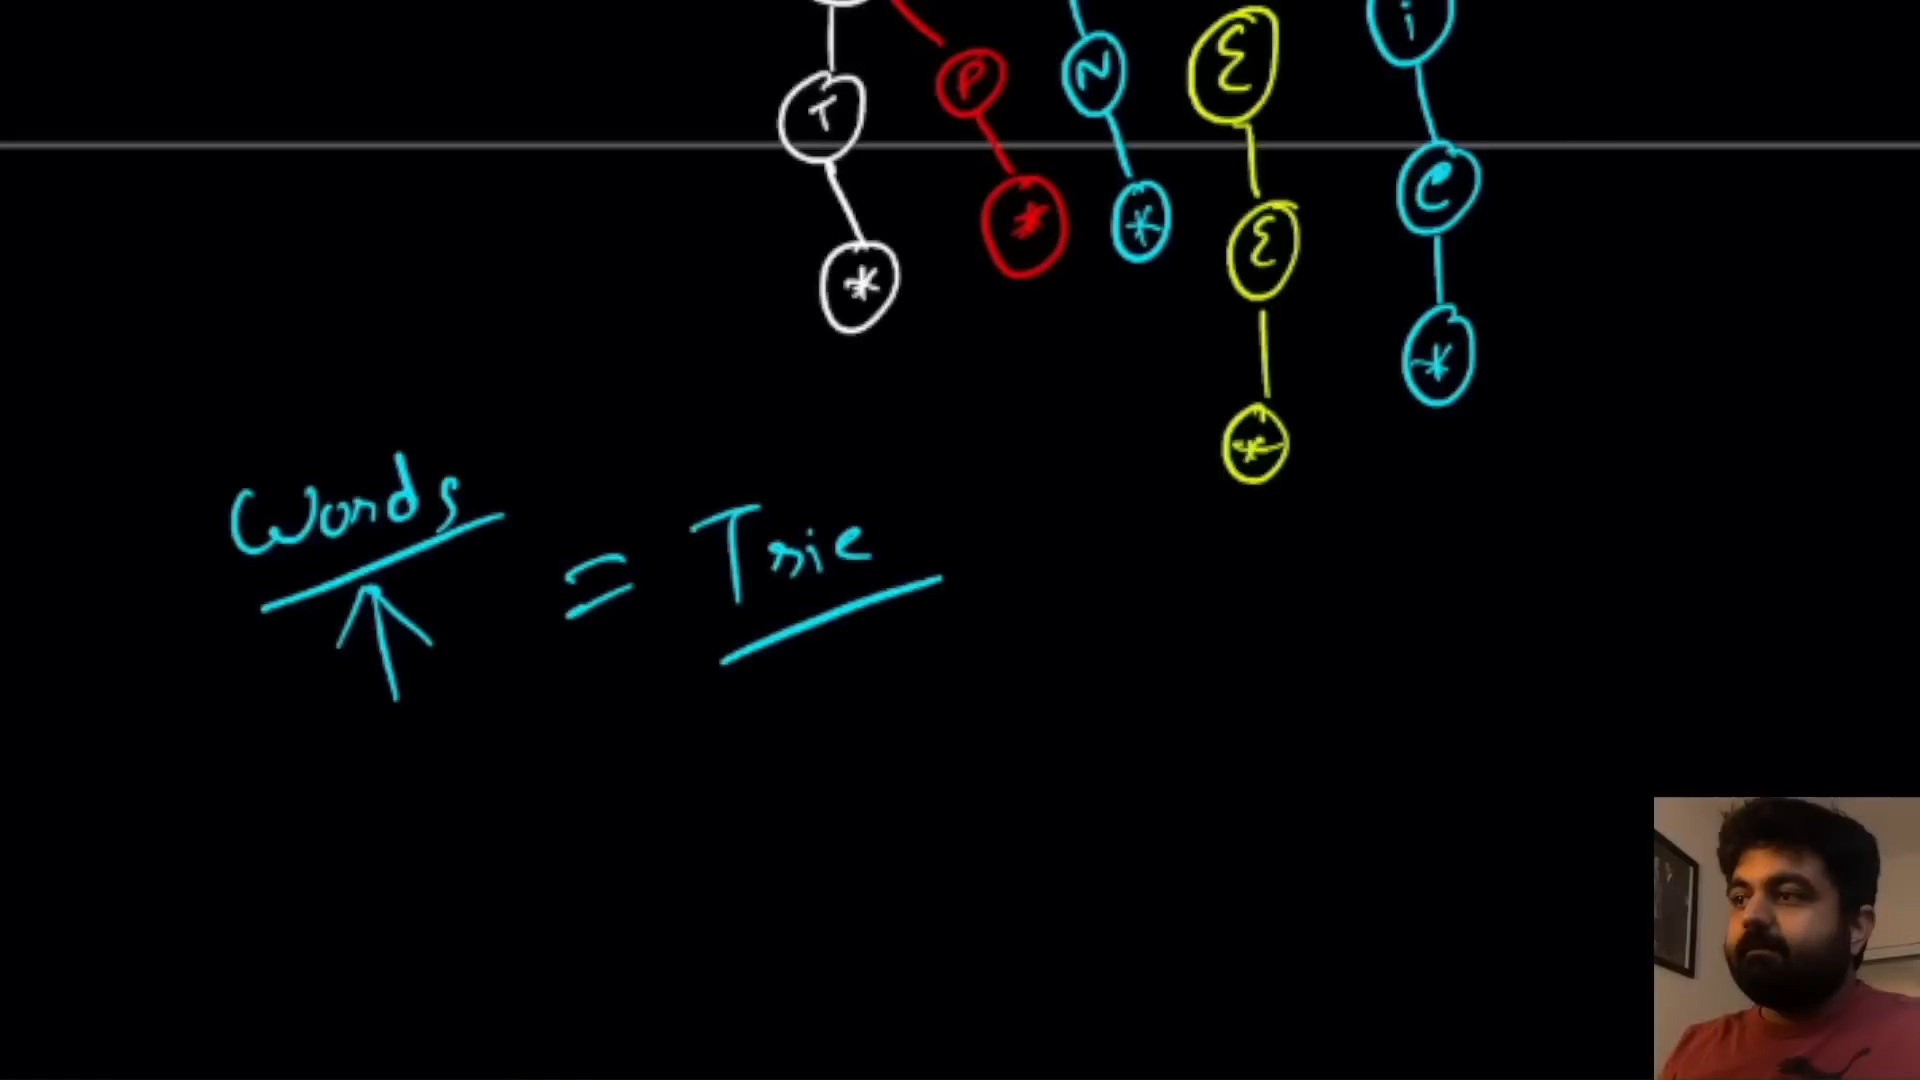 i
P N Ɛ
T
C
* * Ɛ
*
*
*
Words = Trie